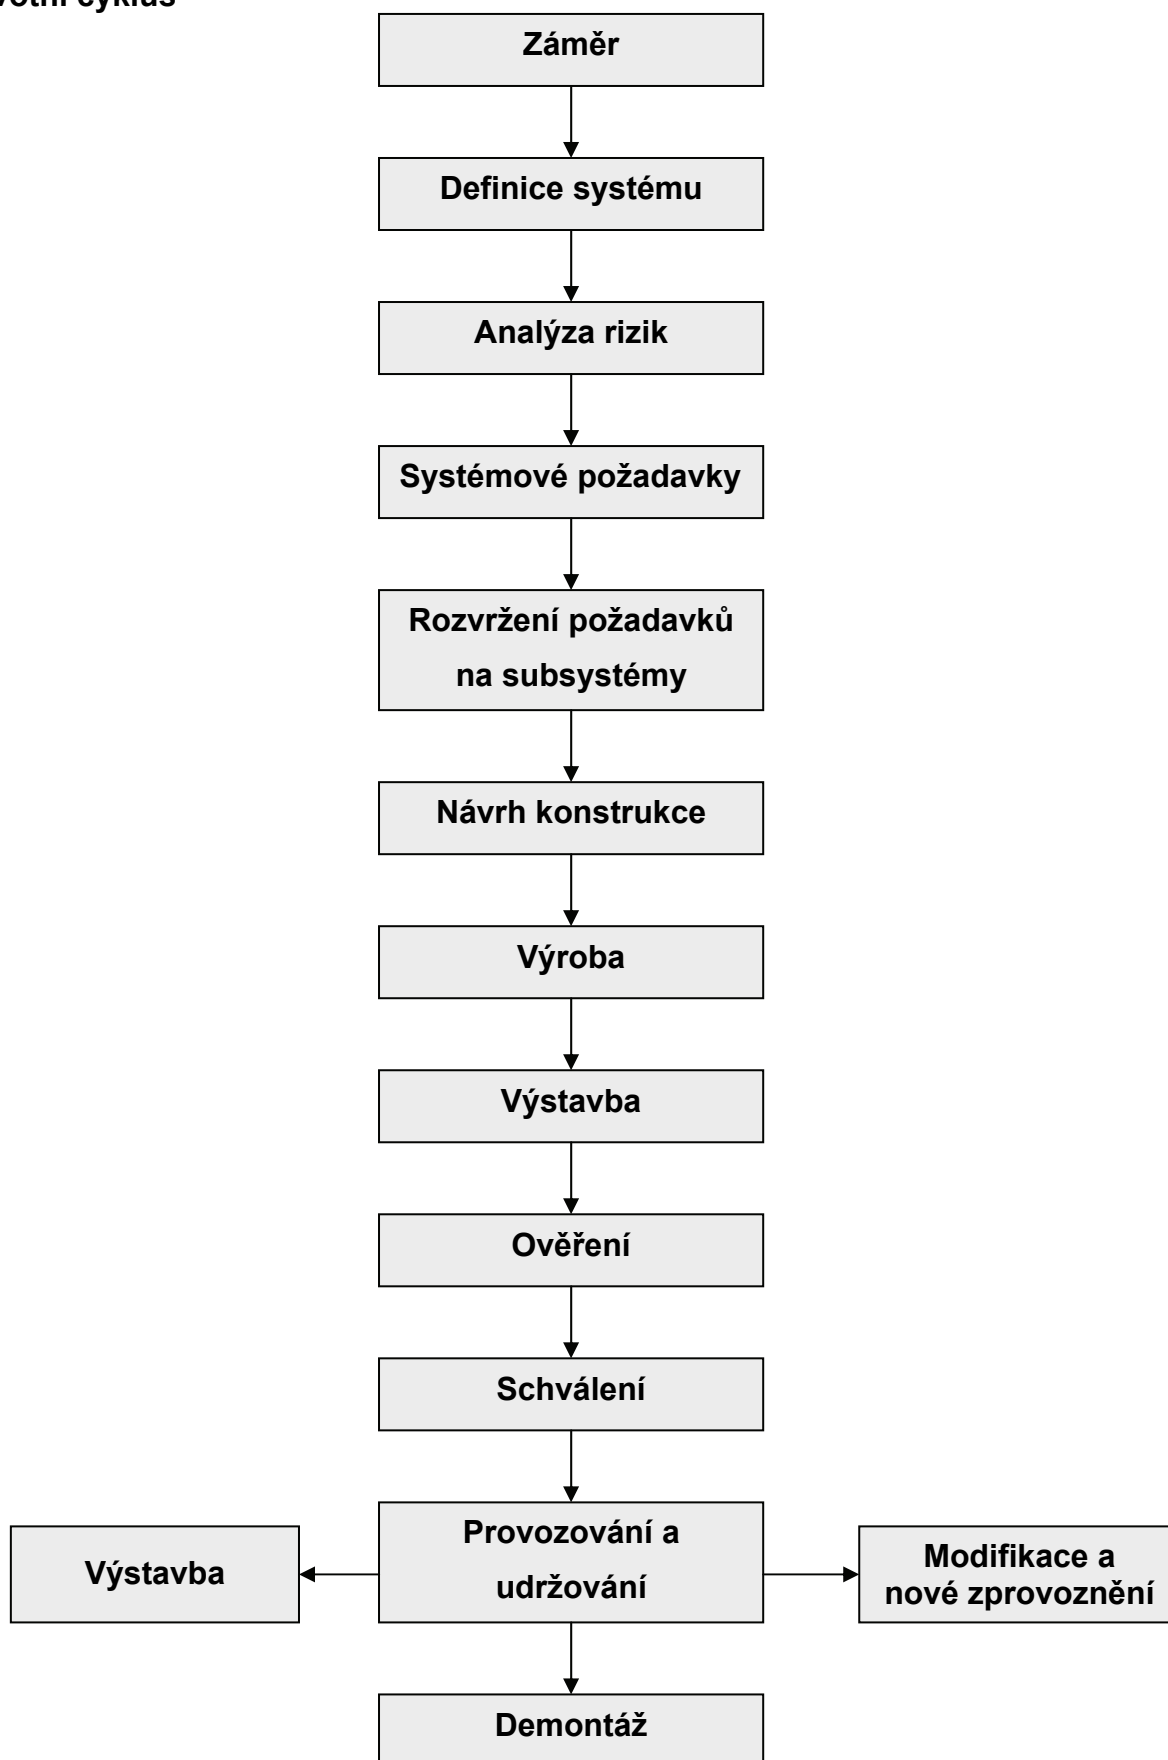 cyklus
Záměr
Definice systému
Analýza rizik
Systémové požadavky
Rozvržení požadavků
na subsystémy
Návrh konstrukce
Výroba
Výstavba
Ověření
Schválení
Provozování a
udržování
Výstavba
Modifikace a
nové zprovoznění
Demontáž